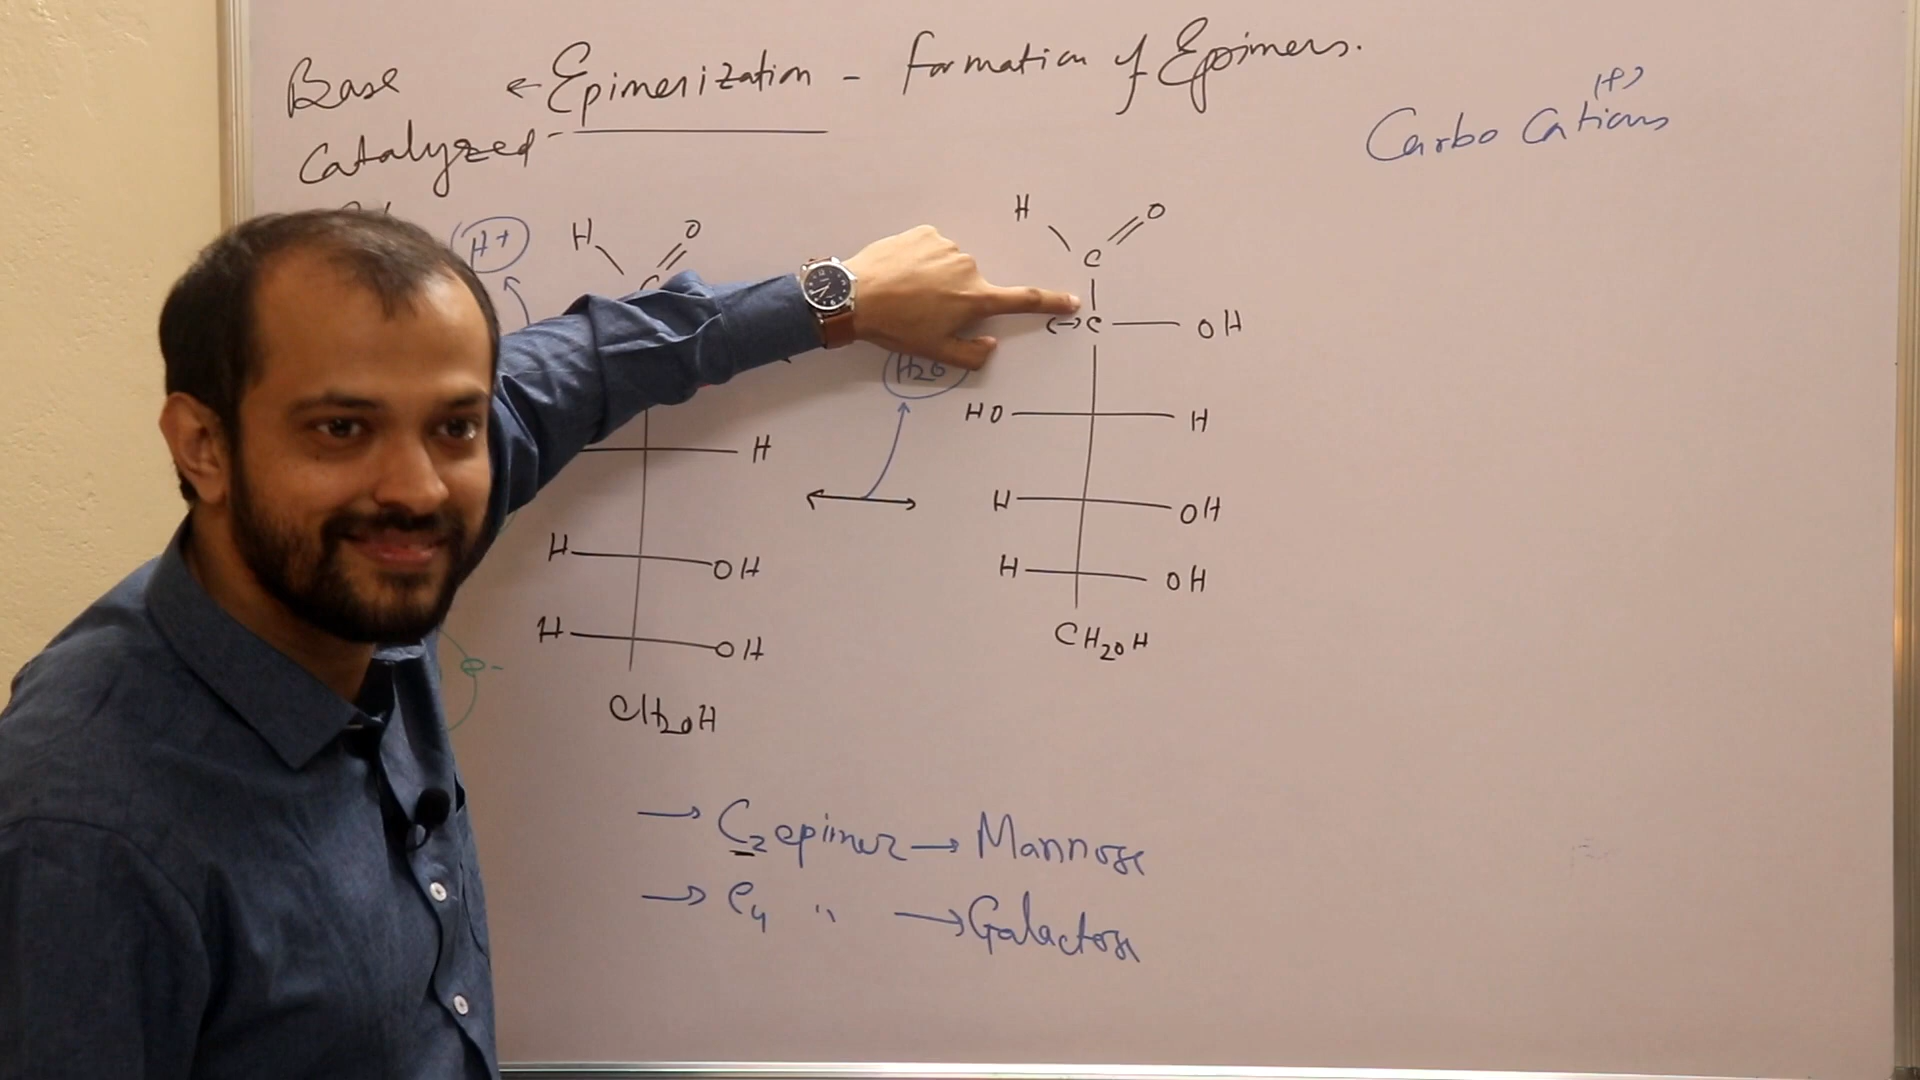 Base ← Epimerization - formation of Epimers.
Catalyzed
(+)
Carbo Cations
H+
H O
C
H O
C
(-)→C OH
H2O
HO H
H
H OH
H OH
H OH
H OH
CH2OH
CH2OH
→ C2 epimer → Mannose
→ C4 " → Galactose